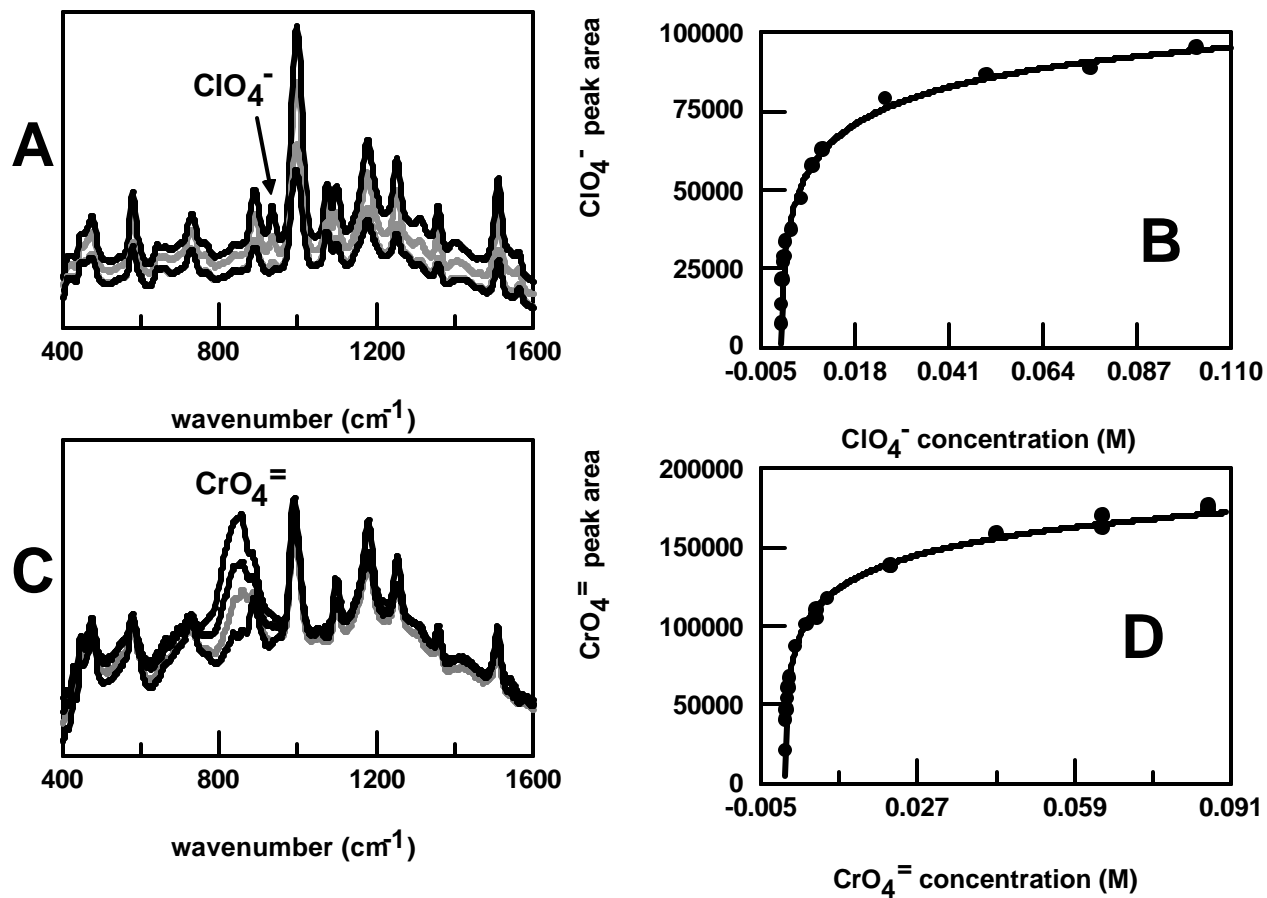 A
ClO4-
400 800 1200 1600
wavenumber (cm-1)
ClO4- peak area
100000
75000
50000
25000
0
B
-0.005 0.018 0.041 0.064 0.087 0.110
ClO4- concentration (M)
C
CrO4=
400 800 1200 1600
wavenumber (cm-1)
CrO4= peak area
200000
150000
100000
50000
0
D
-0.005 0.027 0.059 0.091
CrO4= concentration (M)